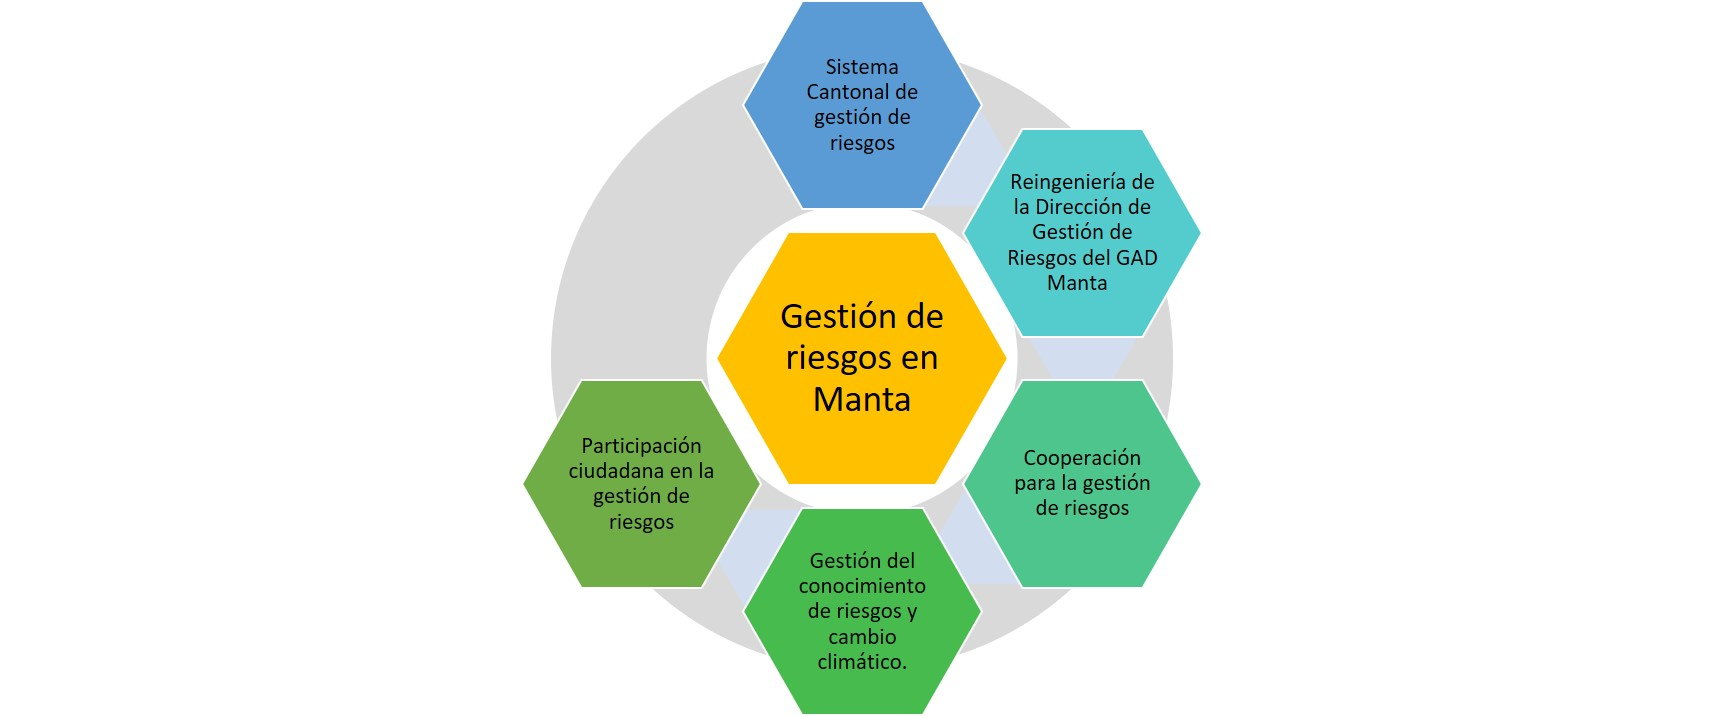 Sistema
Cantonal de
gestión de
riesgos
Reingeniería de
la Dirección de
Gestión de
Riesgos del GAD
Manta
Gestión de
riesgos en
Manta
Cooperación
para la gestión
de riesgos
Gestión del
conocimiento
de riesgos y
cambio
climático.
Participación
ciudadana en la
gestión de
riesgos